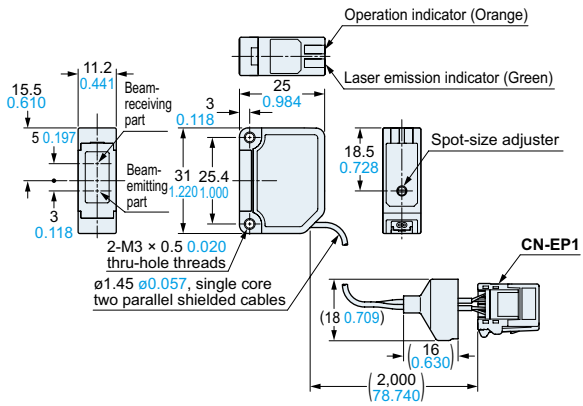 Operation indicator (Orange)
Laser emission indicator (Green)
11.2
0.441
15.5
0.610
Beam-
receiving
part
5 0.197
Beam-
emitting
part
3
0.118
25
0.984
3
0.118
31
1.220
25.4
1.000
18.5
0.728
Spot-size adjuster
2-M3 × 0.5 0.020
thru-hole threads
ø1.45 ø0.057, single core
two parallel shielded cables
CN-EP1
(18 0.709)
(16
0.630)
(2,000
78.740)